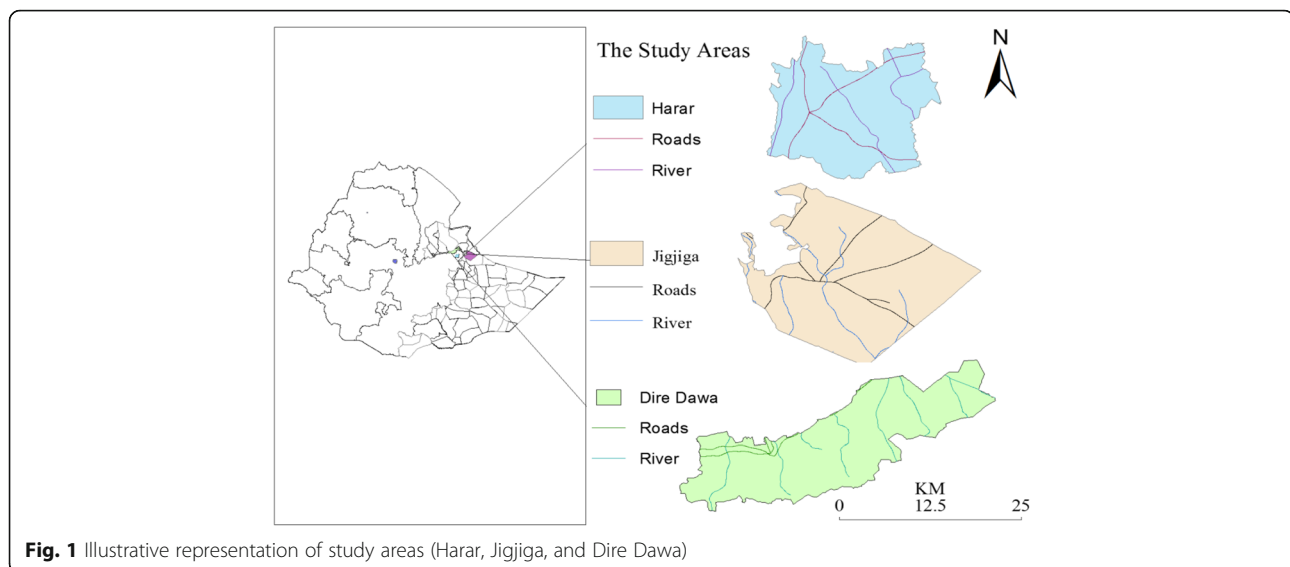 The Study Areas
N
Harar
Roads
River
Jigjiga
Roads
River
Dire Dawa
Roads
River
KM
0 12.5 25
Fig. 1 Illustrative representation of study areas (Harar, Jigjiga, and Dire Dawa)